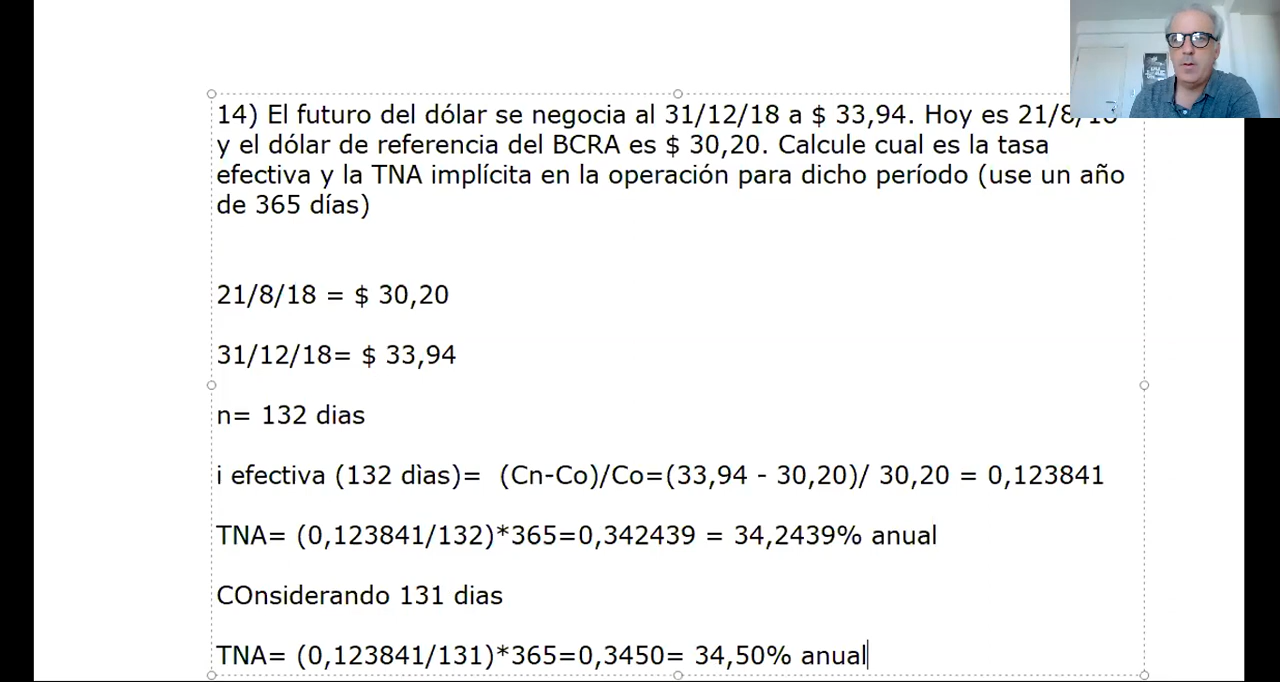 14) El futuro del dólar se negocia al 31/12/18 a $ 33,94. Hoy es 21/8/18
y el dólar de referencia del BCRA es $ 30,20. Calcule cual es la tasa
efectiva y la TNA implícita en la operación para dicho período (use un año
de 365 días)
21/8/18 = $ 30,20
31/12/18= $ 33,94
n= 132 dias
i efectiva (132 dìas)= (Cn-Co)/Co=(33,94 - 30,20)/ 30,20 = 0,123841
TNA= (0,123841/132)*365=0,342439 = 34,2439% anual
COnsiderando 131 dias
TNA= (0,123841/131)*365=0,3450= 34,50% anual